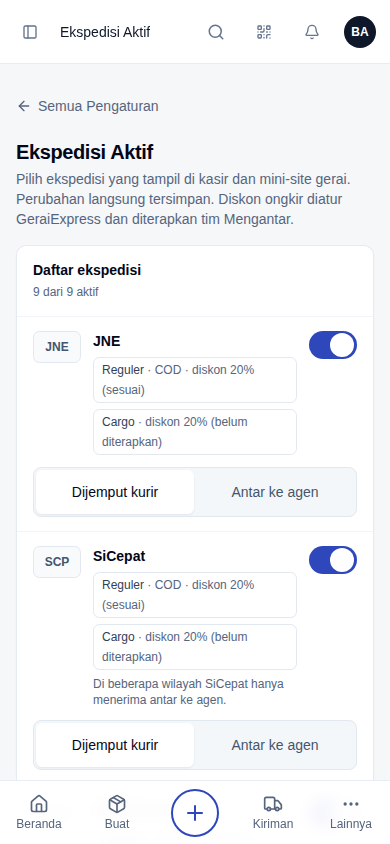 Ekspedisi Aktif
BA
Semua Pengaturan
Ekspedisi Aktif
Pilih ekspedisi yang tampil di kasir dan mini-site gerai.
Perubahan langsung tersimpan. Diskon ongkir diatur
GeraiExpress dan diterapkan tim Mengantar.
Daftar ekspedisi
9 dari 9 aktif
JNE
JNE
Reguler · COD · diskon 20%
(sesuai)
Cargo · diskon 20% (belum
diterapkan)
Dijemput kurir
Antar ke agen
SCP
SiCepat
Reguler · COD · diskon 20%
(sesuai)
Cargo · diskon 20% (belum
diterapkan)
Di beberapa wilayah SiCepat hanya
menerima antar ke agen.
Dijemput kurir
Antar ke agen
Beranda
Buat
Kiriman
Lainnya